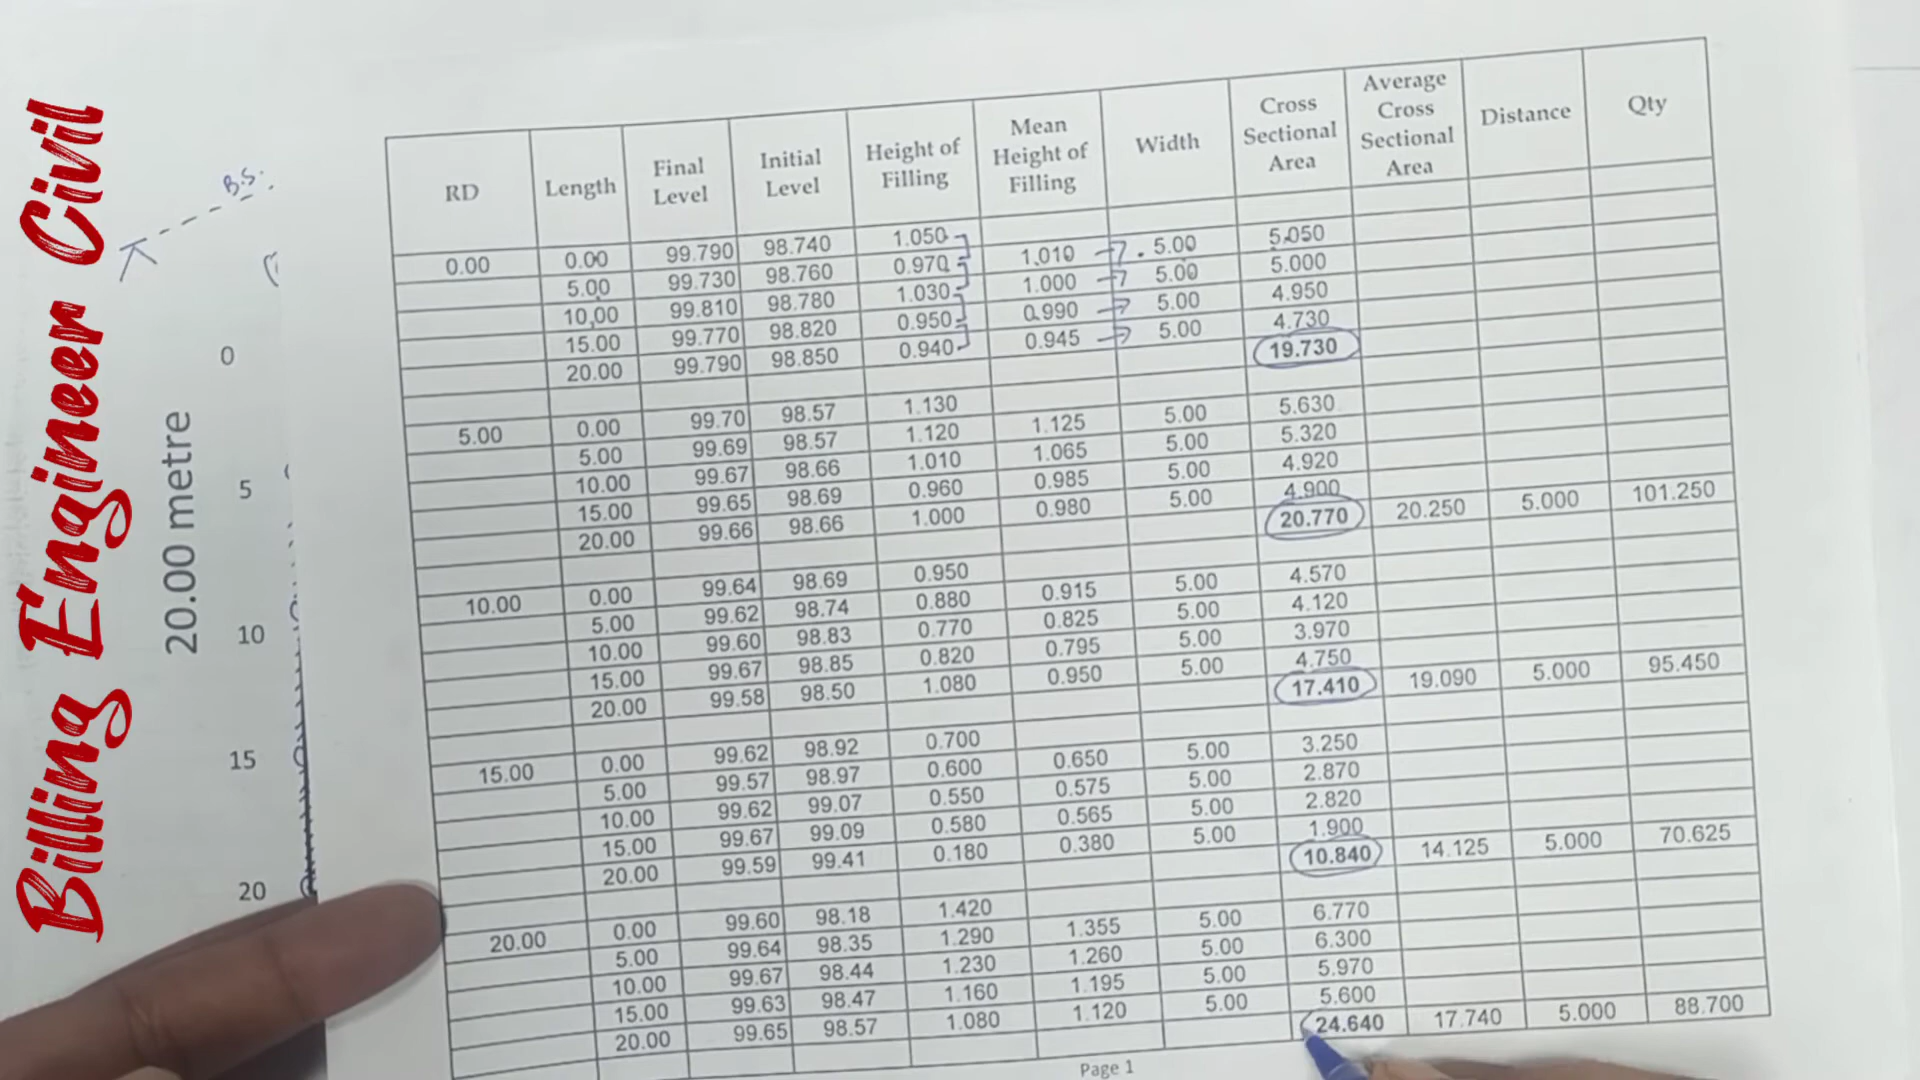 Billing Engineer Civil
B.S.
20.00 metre
0
5
10
15
20
RD Length Final Level Initial Level Height of Filling Mean Height of Filling Width Cross Sectional Area Average Cross Sectional Area Distance Qty
0.00 0.00 99.790 98.740 1.050
5.00 99.730 98.760 0.970 1.010 5.00 5.050
10.00 99.810 98.780 1.030 1.000 5.00 5.000
15.00 99.770 98.820 0.950 0.990 5.00 4.950
20.00 99.790 98.850 0.940 0.945 5.00 4.730
19.730
5.00 0.00 99.70 98.57 1.130
5.00 99.69 98.57 1.120 1.125 5.00 5.630
10.00 99.67 98.66 1.010 1.065 5.00 5.320
15.00 99.65 98.69 0.960 0.985 5.00 4.920
20.00 99.66 98.66 1.000 0.980 5.00 4.900
20.770 20.250 5.000 101.250
10.00 0.00 99.64 98.69 0.950
5.00 99.62 98.74 0.880 0.915 5.00 4.570
10.00 99.60 98.83 0.770 0.825 5.00 4.120
15.00 99.67 98.85 0.820 0.795 5.00 3.970
20.00 99.58 98.50 1.080 0.950 5.00 4.750
17.410 19.090 5.000 95.450
15.00 0.00 99.62 98.92 0.700
5.00 99.57 98.97 0.600 0.650 5.00 3.250
10.00 99.62 99.07 0.550 0.575 5.00 2.870
15.00 99.67 99.09 0.580 0.565 5.00 2.820
20.00 99.59 99.41 0.180 0.380 5.00 1.900
10.840 14.125 5.000 70.625
20.00 0.00 99.60 98.18 1.420
5.00 99.64 98.35 1.290 1.355 5.00 6.770
10.00 99.67 98.44 1.230 1.260 5.00 6.300
15.00 99.63 98.47 1.160 1.195 5.00 5.970
20.00 99.65 98.57 1.080 1.120 5.00 5.600
24.640 17.740 5.000 88.700
Page 1